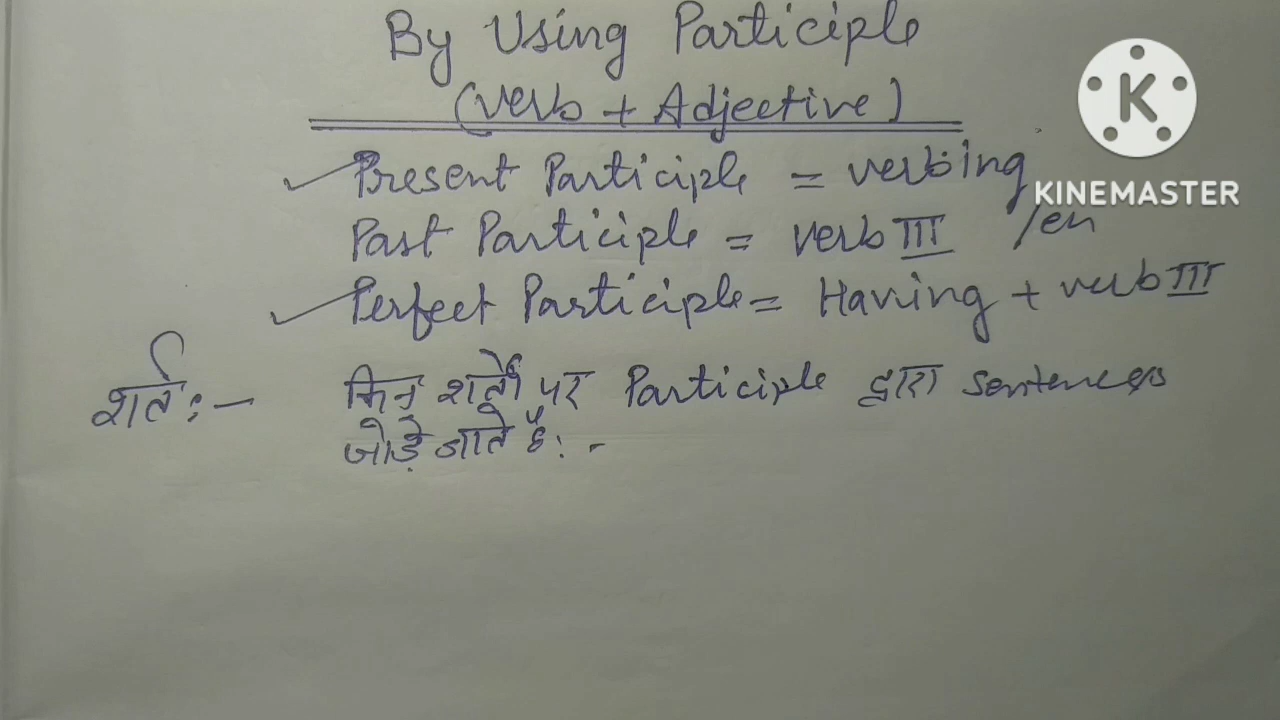 By Using Participle
(verb + Adjective)
K
KINEMASTER
Present Participle = verbing
Past Participle = verb III /en
Perfect Participle = Having + verb III
शर्त :- किन शर्तों पर Participle द्वारा sentences
जोड़े जाते है : -